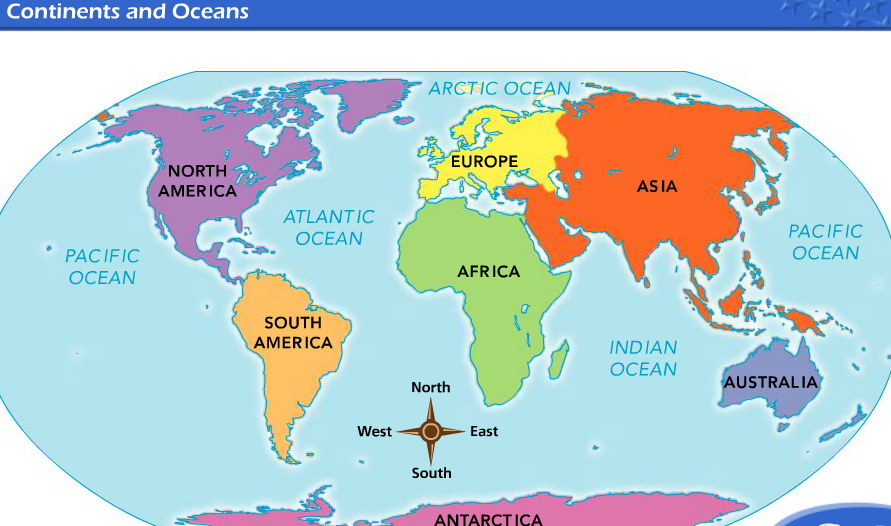 Continents and Oceans
ARCTIC OCEAN
NORTH
AMERICA
EUROPE
ASIA
ATLANTIC
OCEAN
PACIFIC
OCEAN
PACIFIC
OCEAN
AFRICA
SOUTH
AMERICA
INDIAN
OCEAN
AUSTRALIA
North
West
East
South
ANTARCTICA